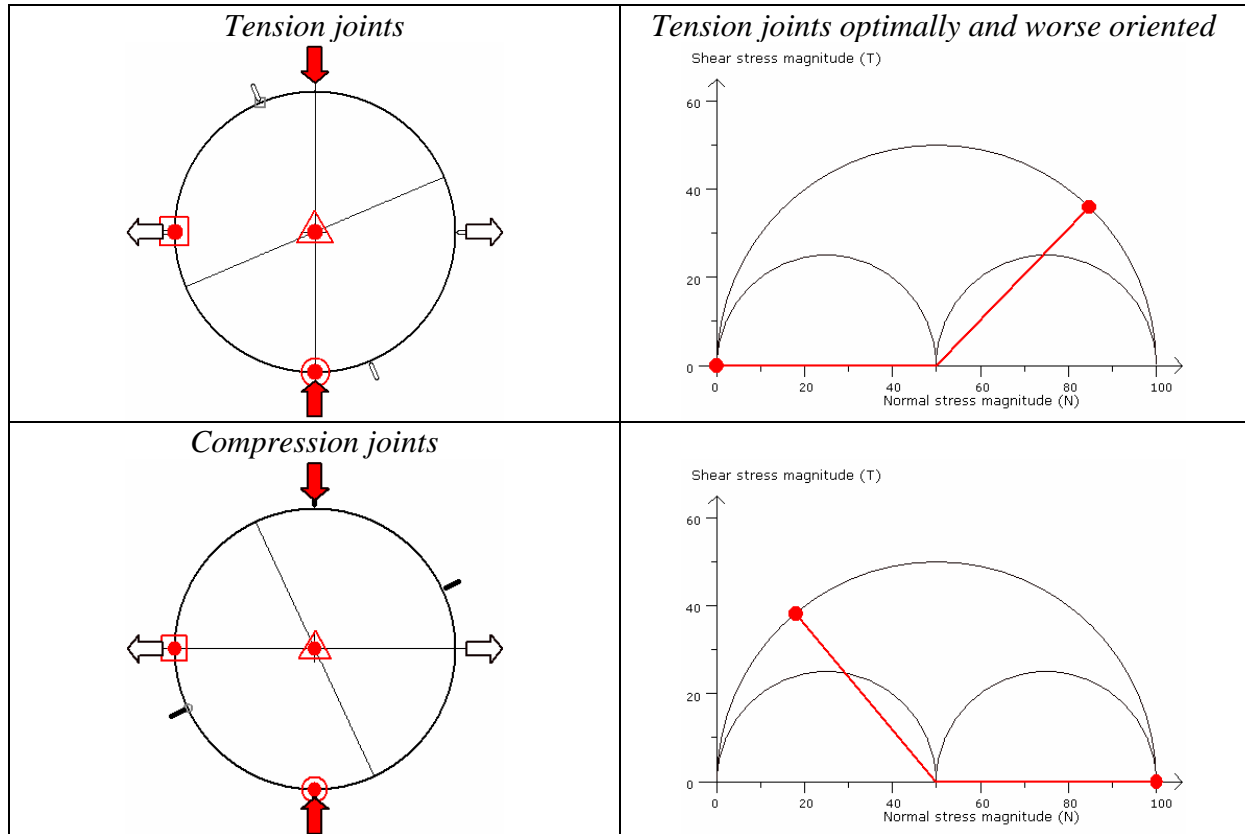 Tension joints
Tension joints optimally and worse oriented
Shear stress magnitude (T)
60
40
20
0
0 20 40 60 80 100
Normal stress magnitude (N)
Compression joints
Shear stress magnitude (T)
60
40
20
0
0 20 40 60 80 100
Normal stress magnitude (N)